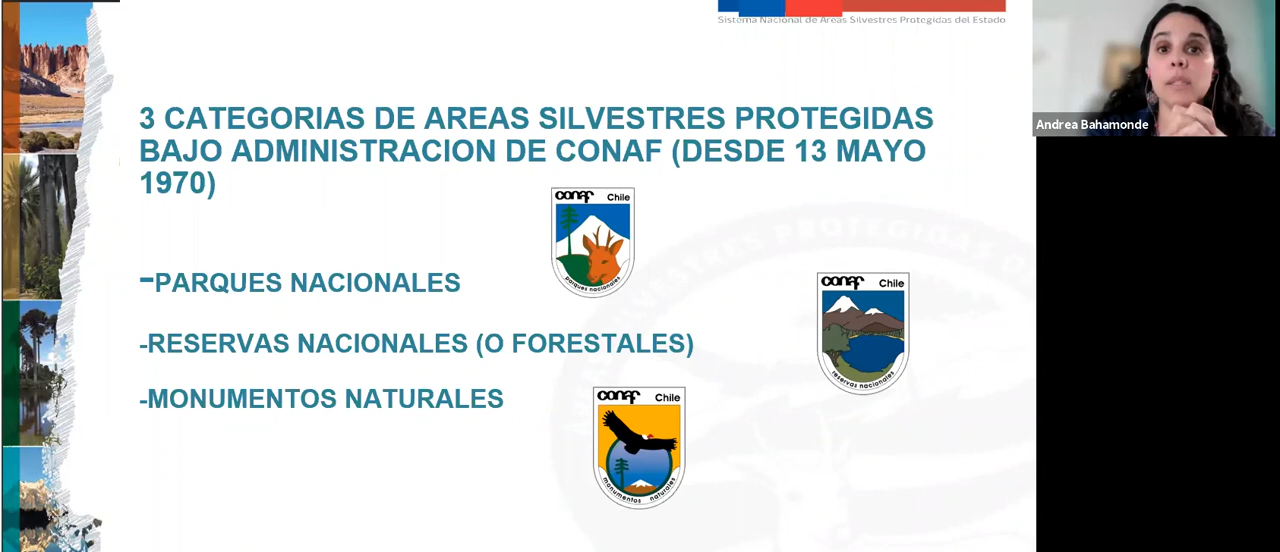 Sistema Nacional de Areas Silvestres Protegidas del Estado
3 CATEGORIAS DE AREAS SILVESTRES PROTEGIDAS
BAJO ADMINISTRACION DE CONAF (DESDE 13 MAYO
1970)
conaf Chile
parques nacionales
-PARQUES NACIONALES
conaf Chile
reservas nacionales
-RESERVAS NACIONALES (O FORESTALES)
-MONUMENTOS NATURALES
conaf Chile
monumentos naturales
Andrea Bahamonde